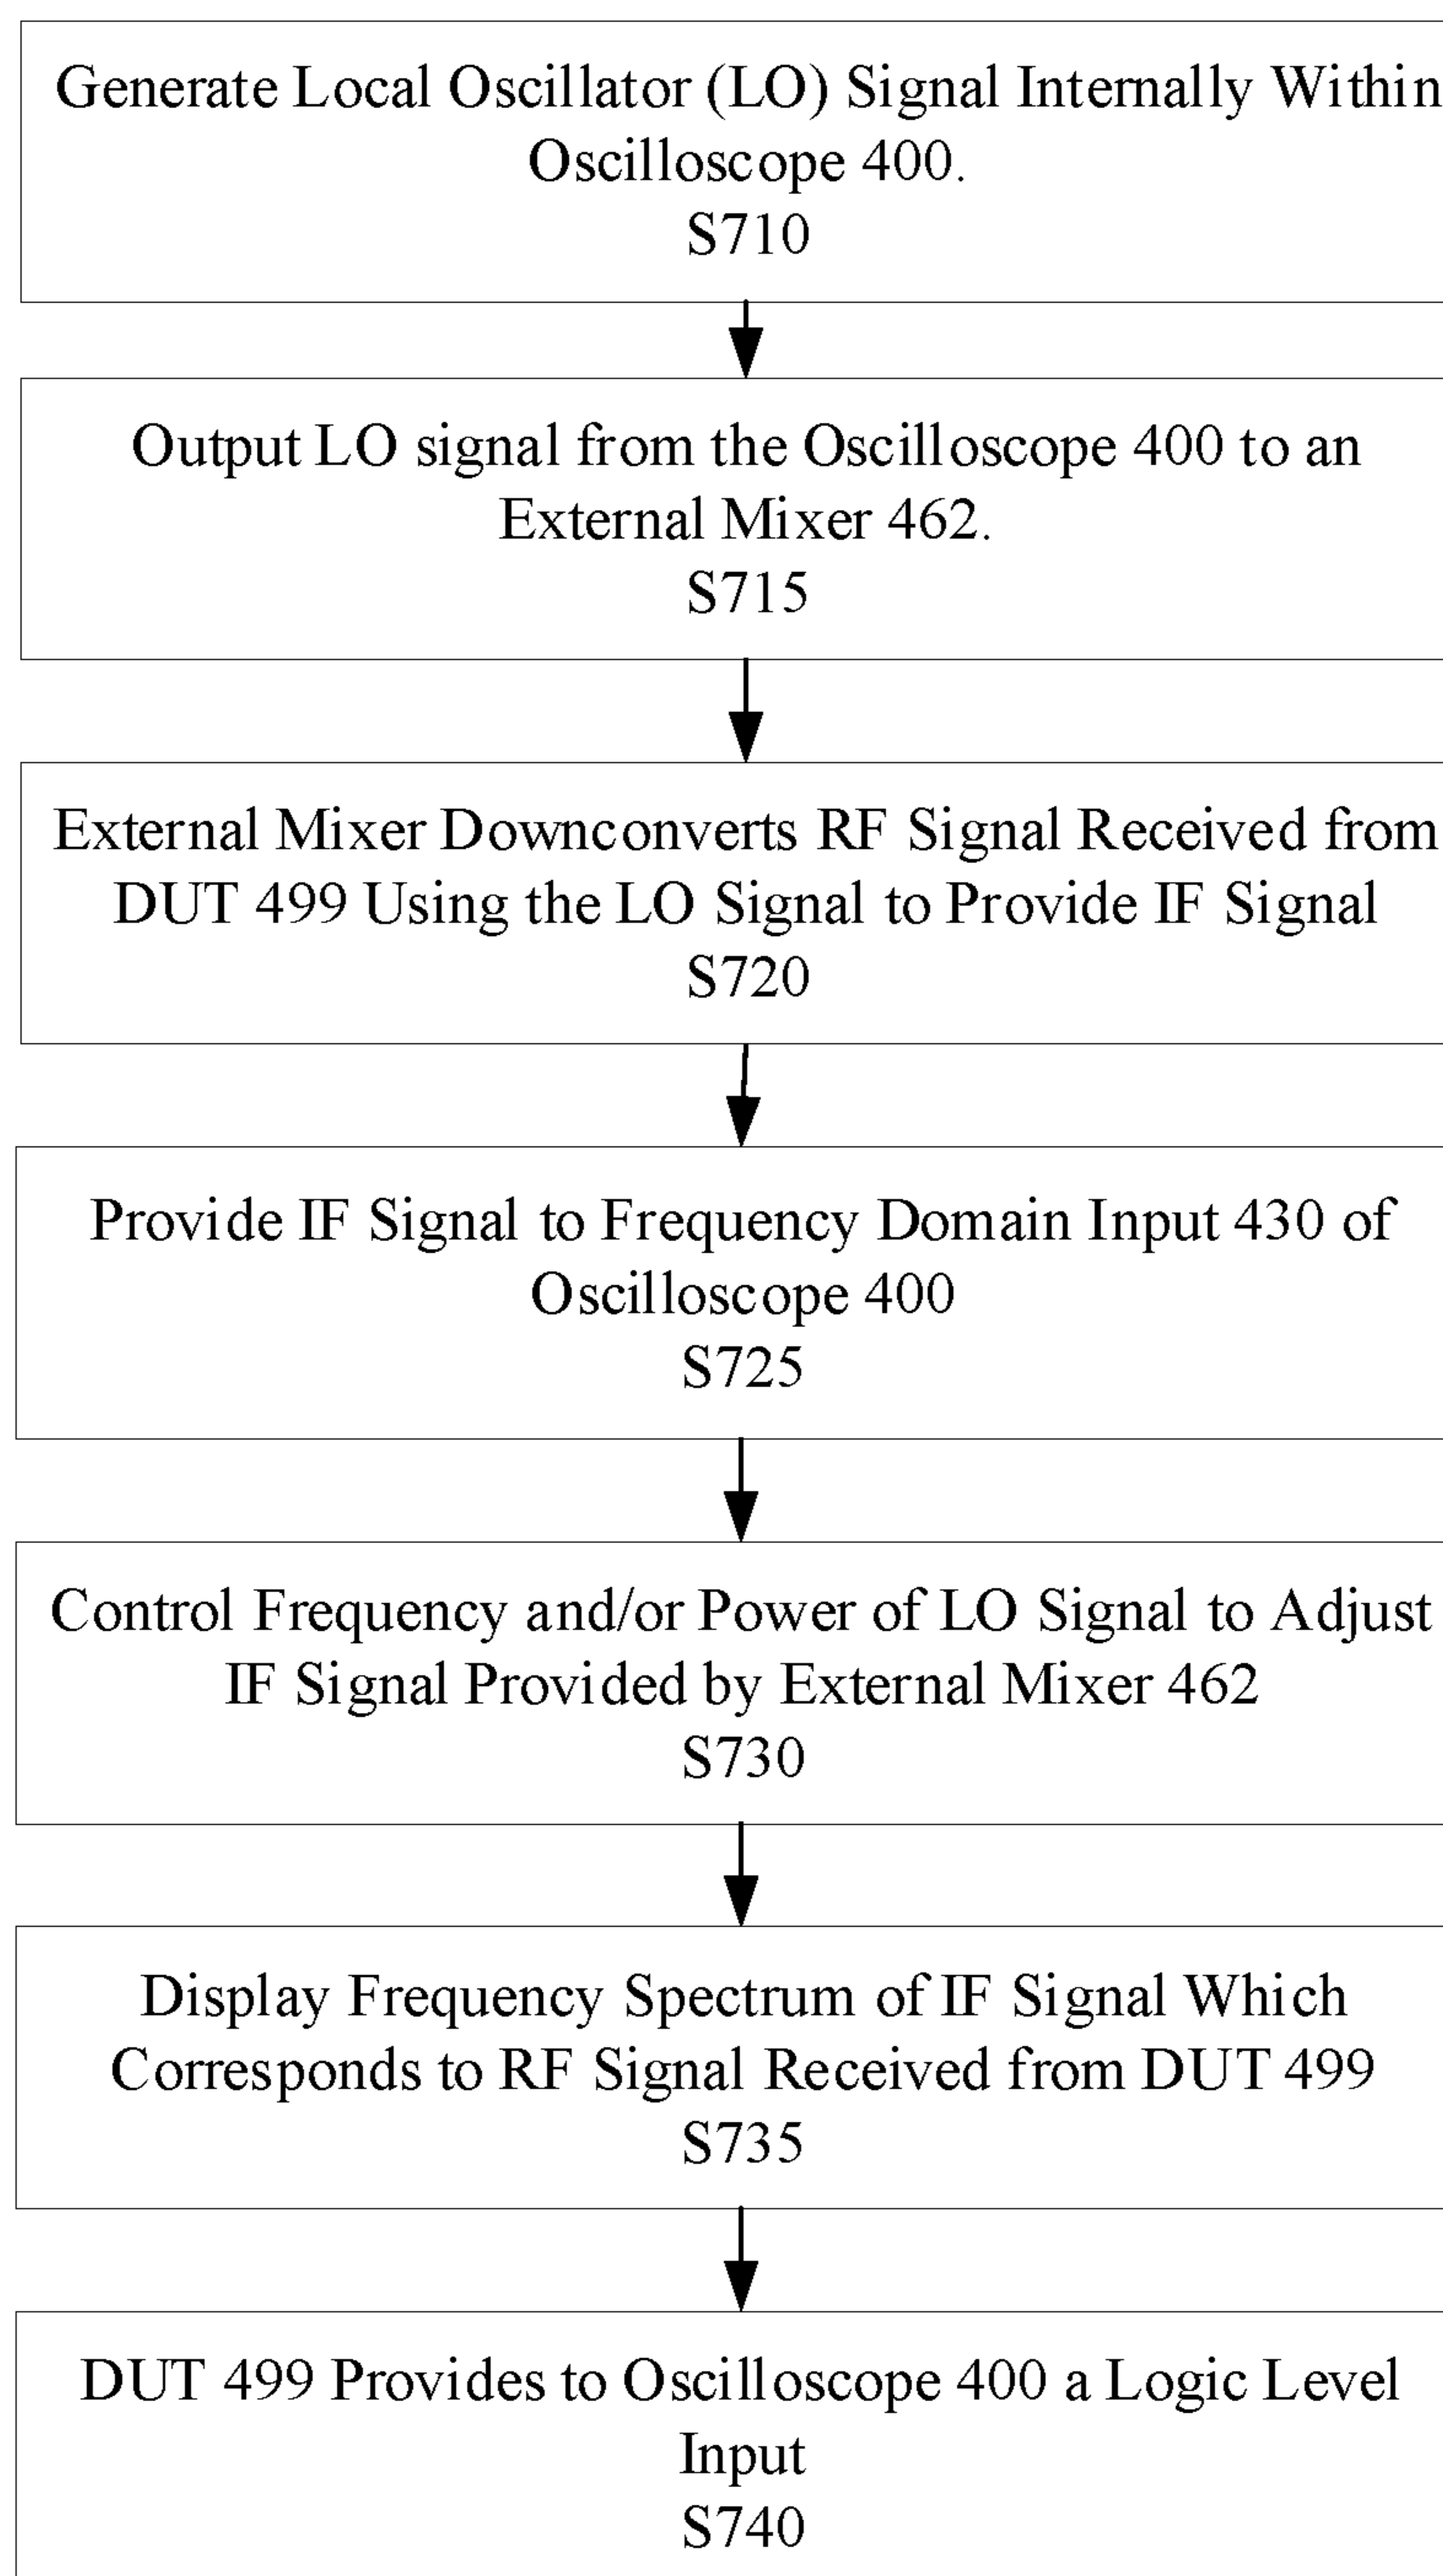 Generate Local Oscillator (LO) Signal Internally Within
Oscilloscope 400.
S710
Output LO signal from the Oscilloscope 400 to an
External Mixer 462.
S715
External Mixer Downconverts RF Signal Received from
DUT 499 Using the LO Signal to Provide IF Signal
S720
Provide IF Signal to Frequency Domain Input 430 of
Oscilloscope 400
S725
Control Frequency and/or Power of LO Signal to Adjust
IF Signal Provided by External Mixer 462
S730
Display Frequency Spectrum of IF Signal Which
Corresponds to RF Signal Received from DUT 499
S735
DUT 499 Provides to Oscilloscope 400 a Logic Level
Input
S740